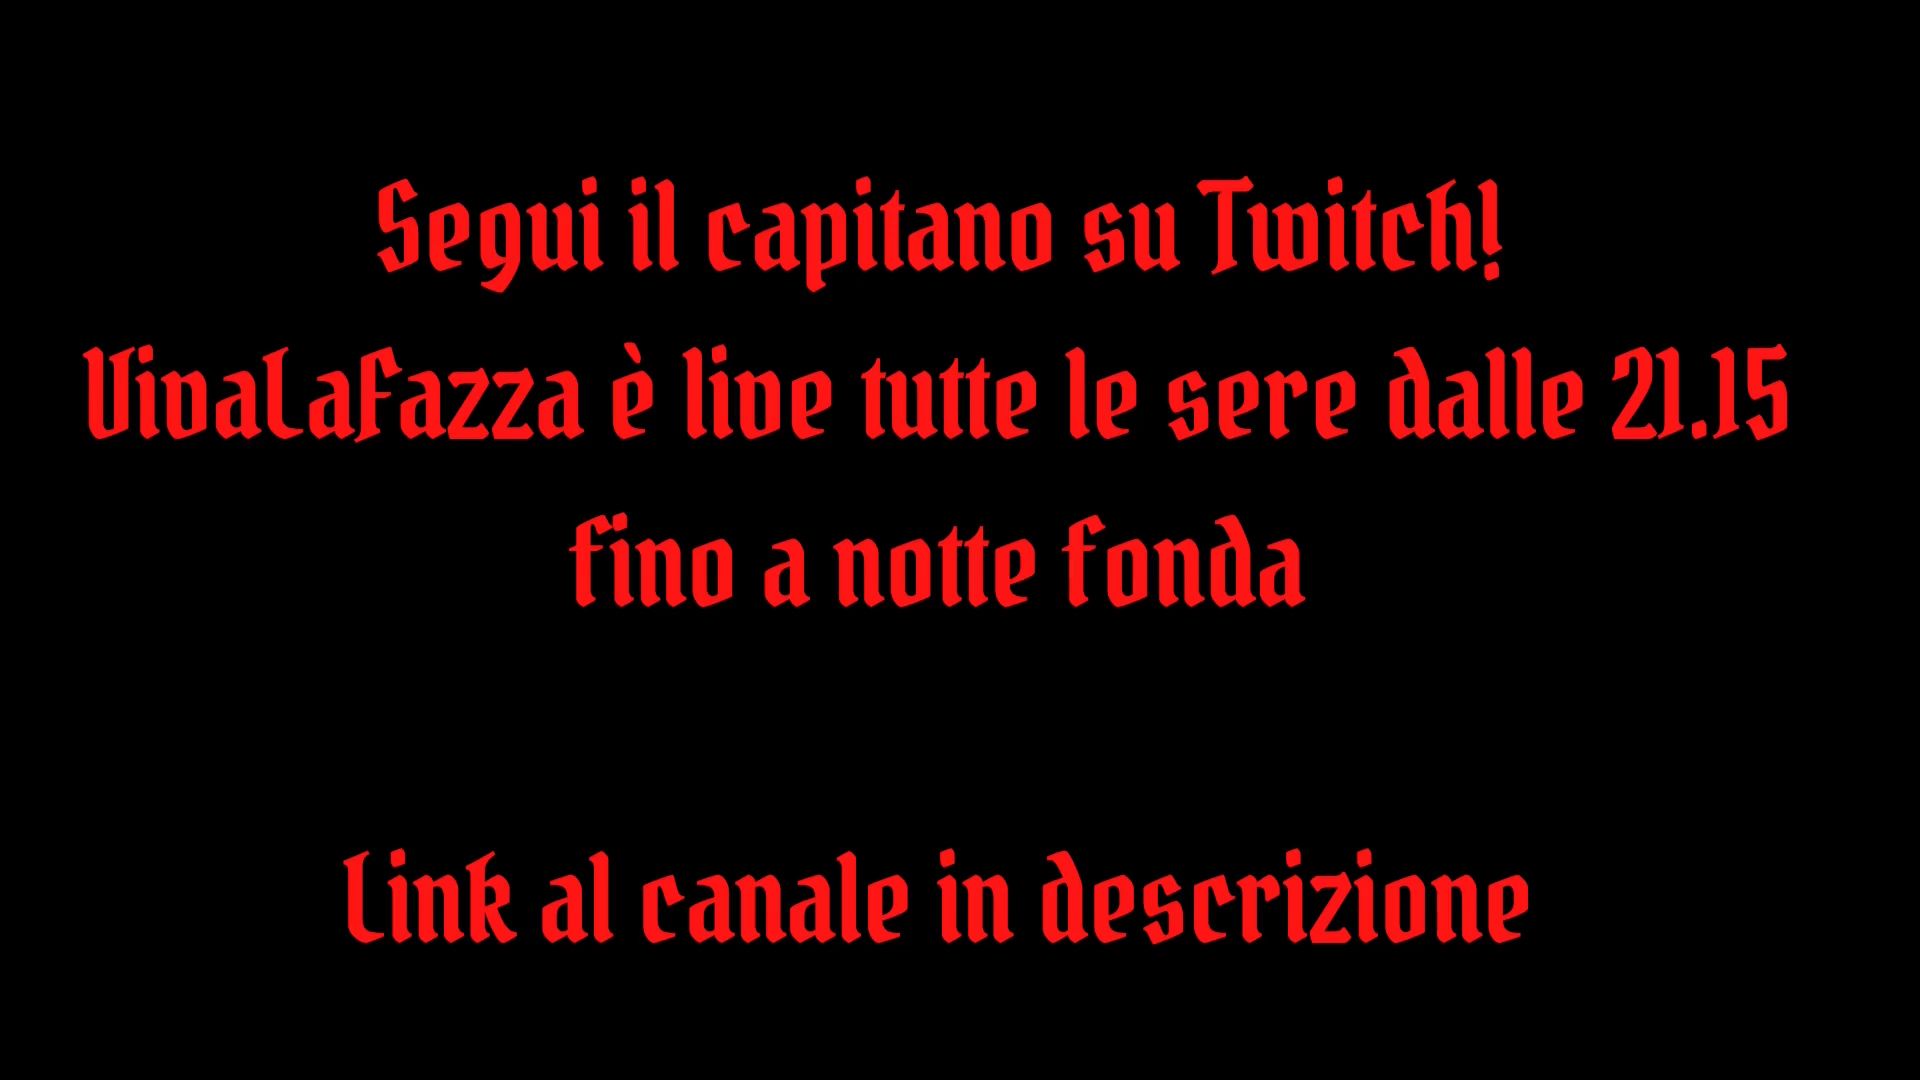 Segui il capitano su Twitch!
VivaLaFazza è live tutte le sere dalle 21.15
fino a notte fonda
Link al canale in descrizione